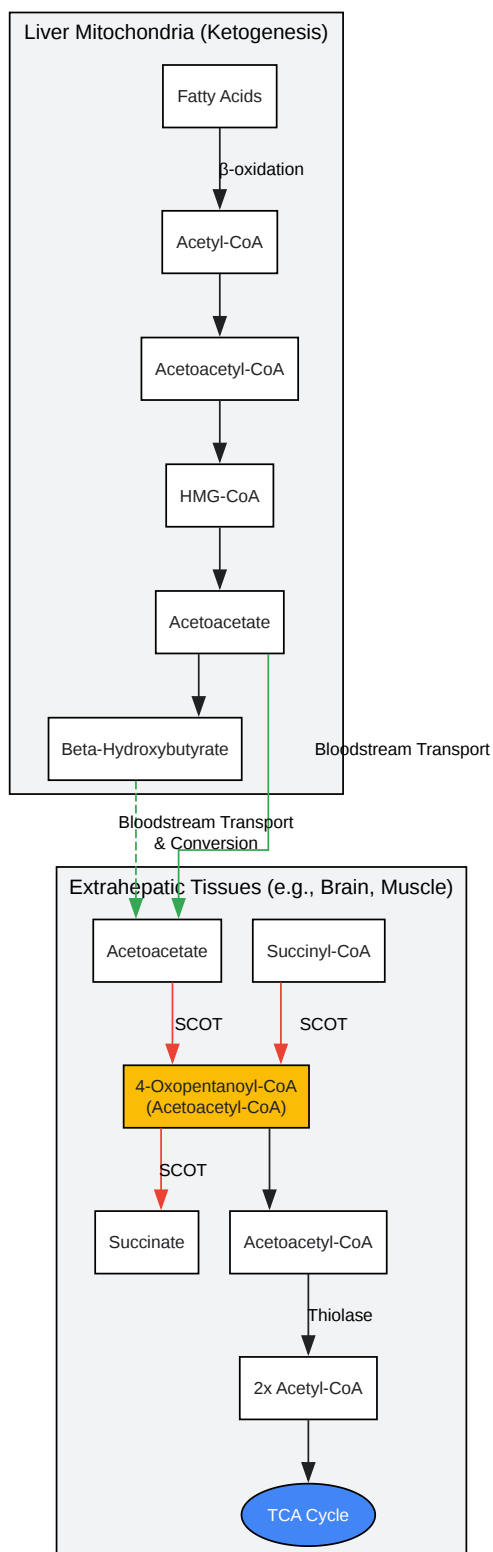 Liver Mitochondria (Ketogenesis)
Fatty Acids
β-oxidation
Acetyl-CoA
Acetoacetyl-CoA
HMG-CoA
Acetoacetate
Beta-Hydroxybutyrate
Bloodstream Transport
Bloodstream Transport
& Conversion
Extrahepatic Tissues (e.g., Brain, Muscle)
Acetoacetate
Succinyl-CoA
SCOT
SCOT
4-Oxopentanoyl-CoA
(Acetoacetyl-CoA)
SCOT
Succinate
Acetoacetyl-CoA
Thiolase
2x Acetyl-CoA
TCA Cycle